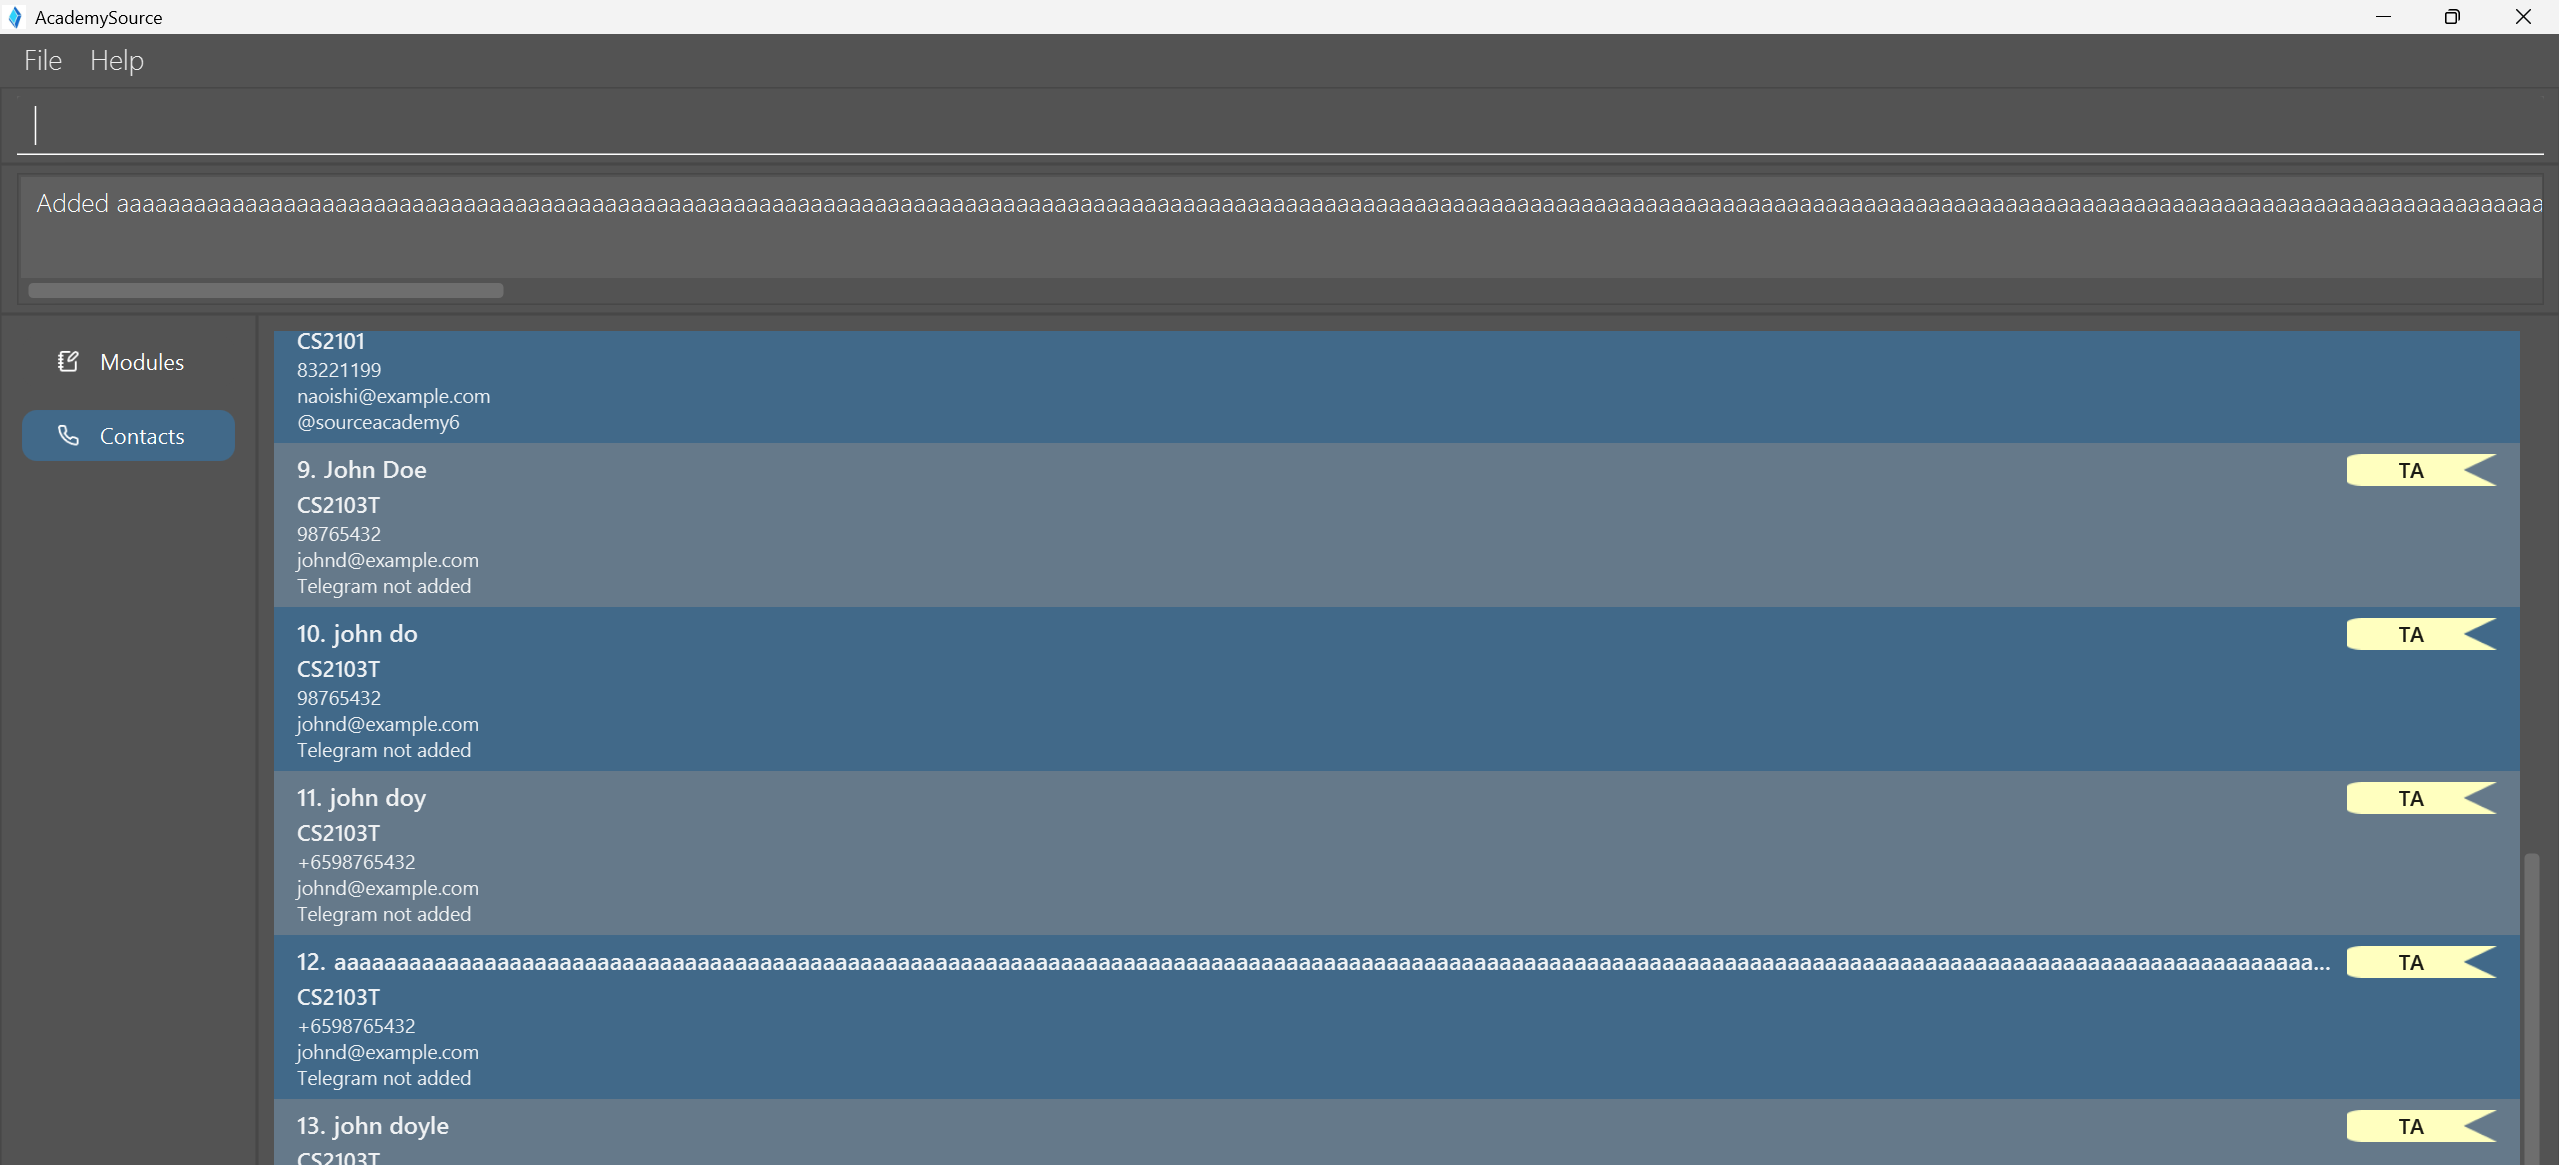 AcademySource
File Help
Modules
Contacts
CS2101
83221199
naoishi@example.com
@sourceacademy6
9. John Doe TA
CS2103T
98765432
johnd@example.com
Telegram not added
10. john do TA
CS2103T
98765432
johnd@example.com
Telegram not added
11. john doy TA
CS2103T
+6598765432
johnd@example.com
Telegram not added
12. TA
CS2103T
+6598765432
johnd@example.com
Telegram not added
13. john doyle TA
CS2103T